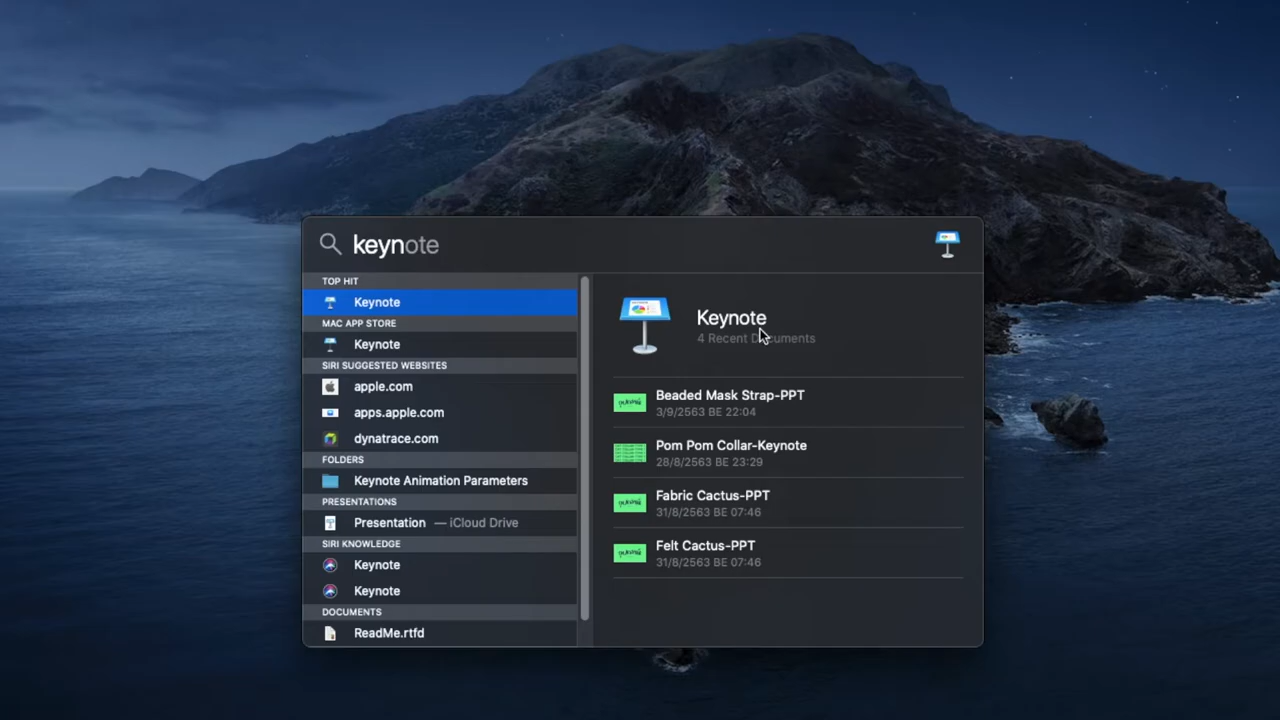 keynote
TOP HIT
Keynote
MAC APP STORE
Keynote
SIRI SUGGESTED WEBSITES
apple.com
apps.apple.com
dynatrace.com
FOLDERS
Keynote Animation Parameters
PRESENTATIONS
Presentation — iCloud Drive
SIRI KNOWLEDGE
Keynote
Keynote
DOCUMENTS
ReadMe.rtfd
Keynote
4 Recent Documents
Beaded Mask Strap-PPT
3/9/2563 BE 22:04
Pom Pom Collar-Keynote
28/8/2563 BE 23:29
Fabric Cactus-PPT
31/8/2563 BE 07:46
Felt Cactus-PPT
31/8/2563 BE 07:46